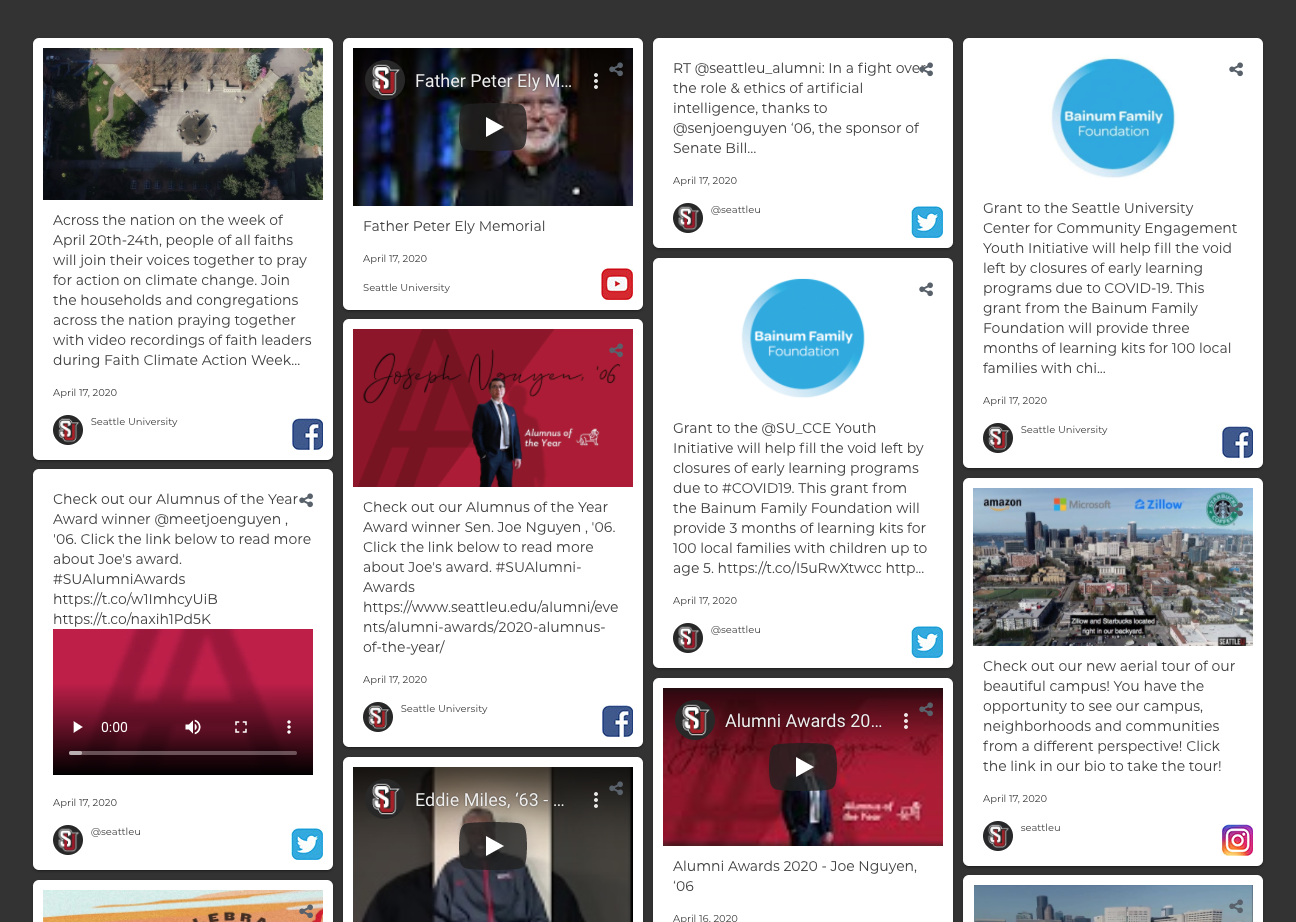 Across the nation on the week of
April 20th-24th, people of all faiths
will join their voices together to pray
for action on climate change. Join
the households and congregations
across the nation praying together
with video recordings of faith leaders
during Faith Climate Action Week...
April 17, 2020
Seattle University
Check out our Alumnus of the Year
Award winner @meetjoenguyen ,
'06. Click the link below to read more
about Joe's award.
#SUAlumniAwards
https://t.co/w1ImhcyUiB
https://t.co/naxih1Pd5K
0:00
April 17, 2020
@seattleu
Father Peter Ely M...
Father Peter Ely Memorial
April 17, 2020
Seattle University
Joseph Nguyen, '06
Alumnus of
the Year
Check out our Alumnus of the Year
Award winner Sen. Joe Nguyen , '06.
Click the link below to read more
about Joe's award. #SUAlumni-
Awards
https://www.seattleu.edu/alumni/eve
nts/alumni-awards/2020-alumnus-
of-the-year/
April 17, 2020
Seattle University
Eddie Miles, ‘63 - ...
RT @seattleu_alumni: In a fight over
the role & ethics of artificial
intelligence, thanks to
@senjoenguyen ’06, the sponsor of
Senate Bill...
April 17, 2020
@seattleu
Bainum Family
Foundation
Grant to the @SU_CCE Youth
Initiative will help fill the void left by
closures of early learning programs
due to #COVID19. This grant from
the Bainum Family Foundation will
provide 3 months of learning kits for
100 local families with children up to
age 5. https://t.co/I5uRwXtwcc http...
April 17, 2020
@seattleu
Alumni Awards 20...
Joseph Nguyen, '06
Alumnus of
the Year
Alumni Awards 2020 - Joe Nguyen,
‘06
April 16, 2020
Bainum Family
Foundation
Grant to the Seattle University
Center for Community Engagement
Youth Initiative will help fill the void
left by closures of early learning
programs due to COVID-19. This
grant from the Bainum Family
Foundation will provide three
months of learning kits for 100 local
families with chi...
April 17, 2020
Seattle University
amazon
Microsoft
Zillow
Zillow and Starbucks located
right in our backyard.
SEATTLE
Check out our new aerial tour of our
beautiful campus! You have the
opportunity to see our campus,
neighborhoods and communities
from a different perspective! Click
the link in our bio to take the tour!
April 17, 2020
seattleu